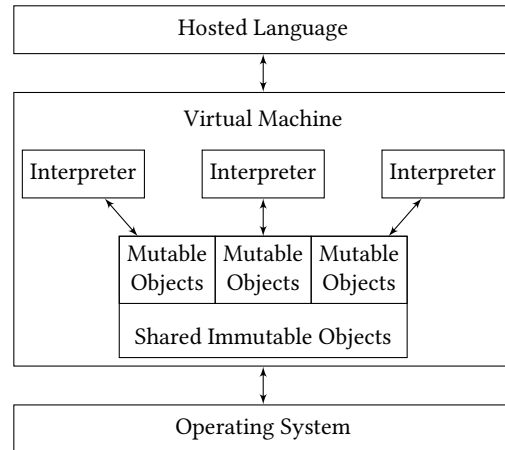 Hosted Language
Virtual Machine
Interpreter Interpreter Interpreter
Mutable Mutable Mutable
Objects Objects Objects
Shared Immutable Objects
Operating System